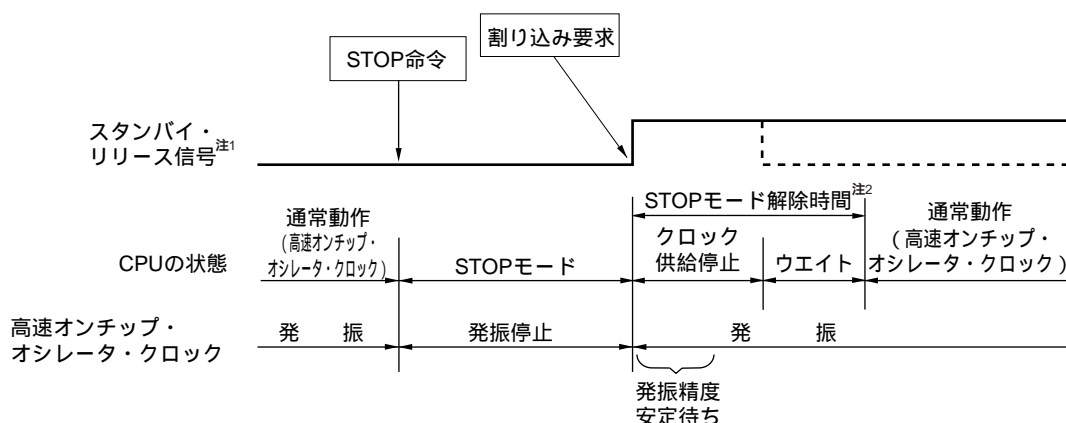 STOP命令
割り込み要求
スタンバイ・
リリース信号注1
STOPモード解除時間注2
CPUの状態
通常動作
(高速オンチップ・
オシレータ・クロック)
STOPモード
クロック
供給停止
ウエイト
通常動作
(高速オンチップ・
オシレータ・クロック)
高速オンチップ・
オシレータ・クロック
発 振
発振停止
発 振
発振精度
安定待ち